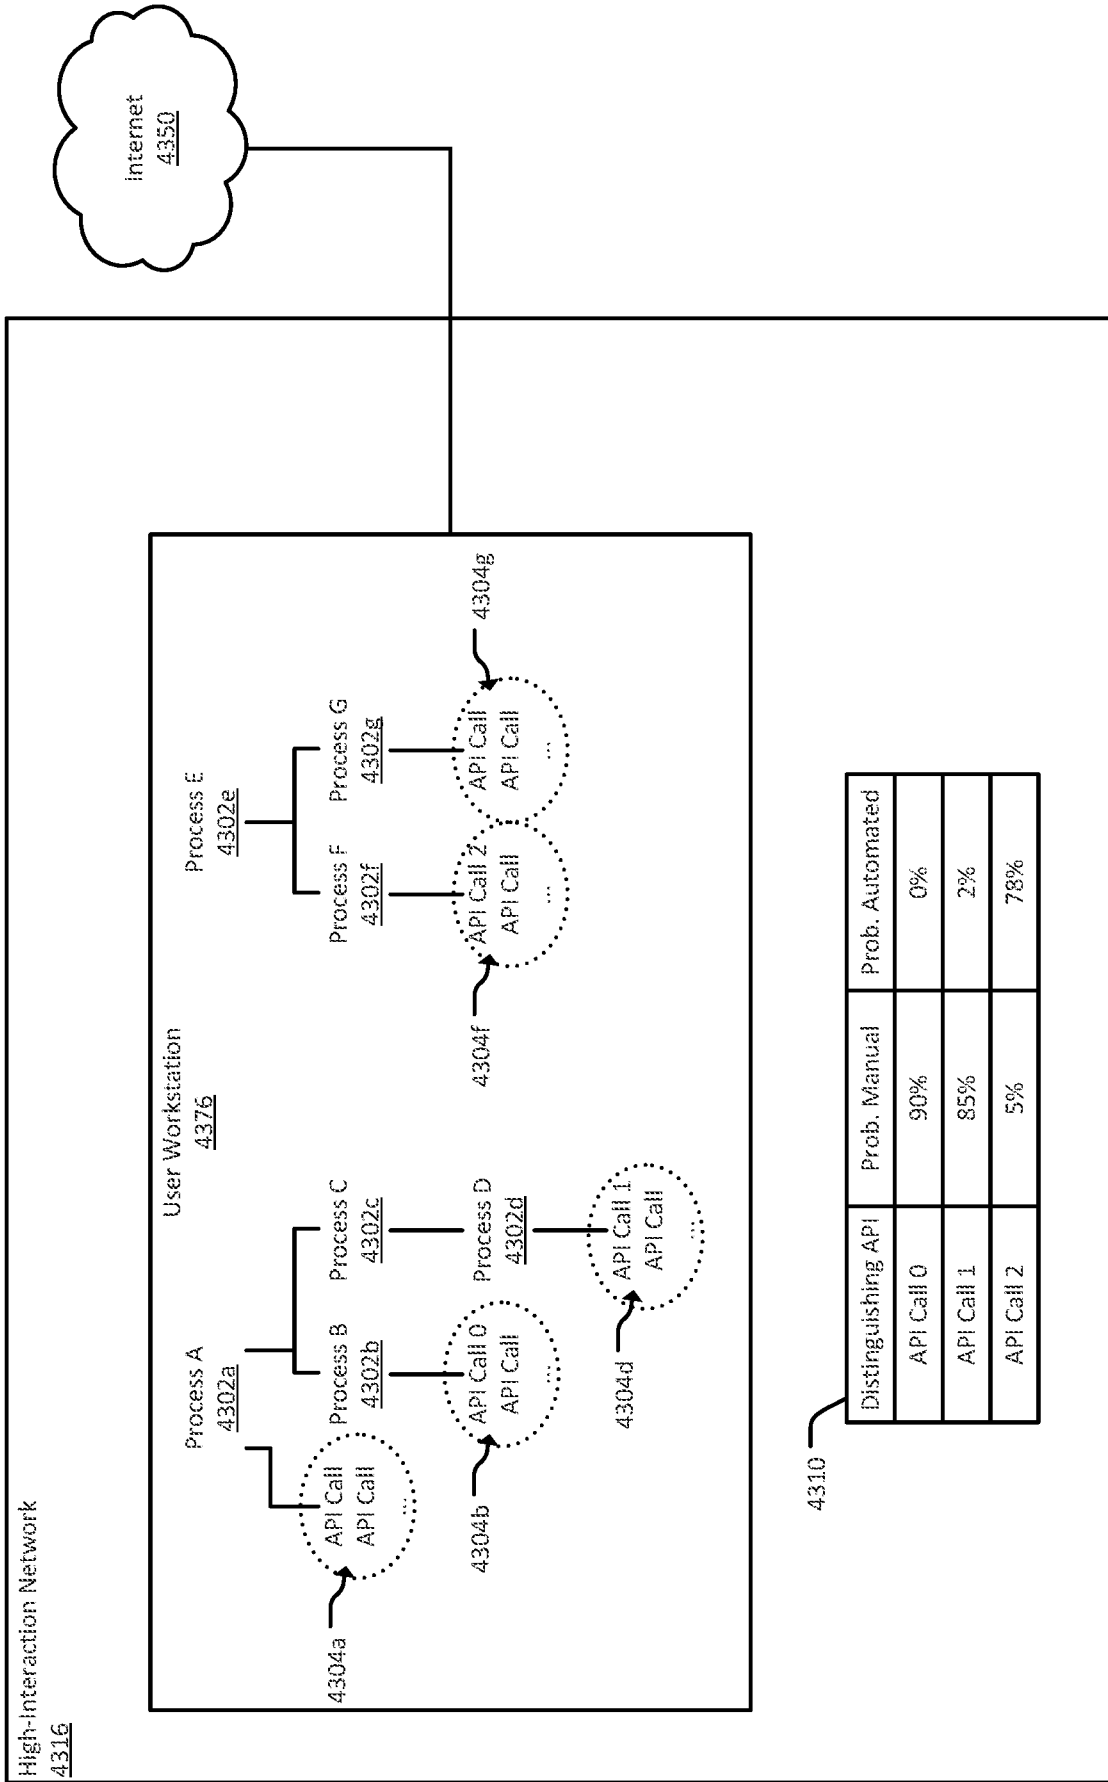 High-Interaction Network
4316
Internet
4350
User Workstation
4376
Process A
4302a
Process E
4302e
Process B
4302b
Process C
4302c
Process F
4302f
Process G
4302g
API Call
API Call
...
4304a
API Call 0
API Call
...
4304b
Process D
4302d
API Call 1
API Call
...
4304d
API Call 2
API Call
...
4304f
API Call
API Call
...
4304g
4310
Distinguishing API Prob. Manual Prob. Automated
API Call 0 90% 0%
API Call 1 85% 2%
API Call 2 5% 78%